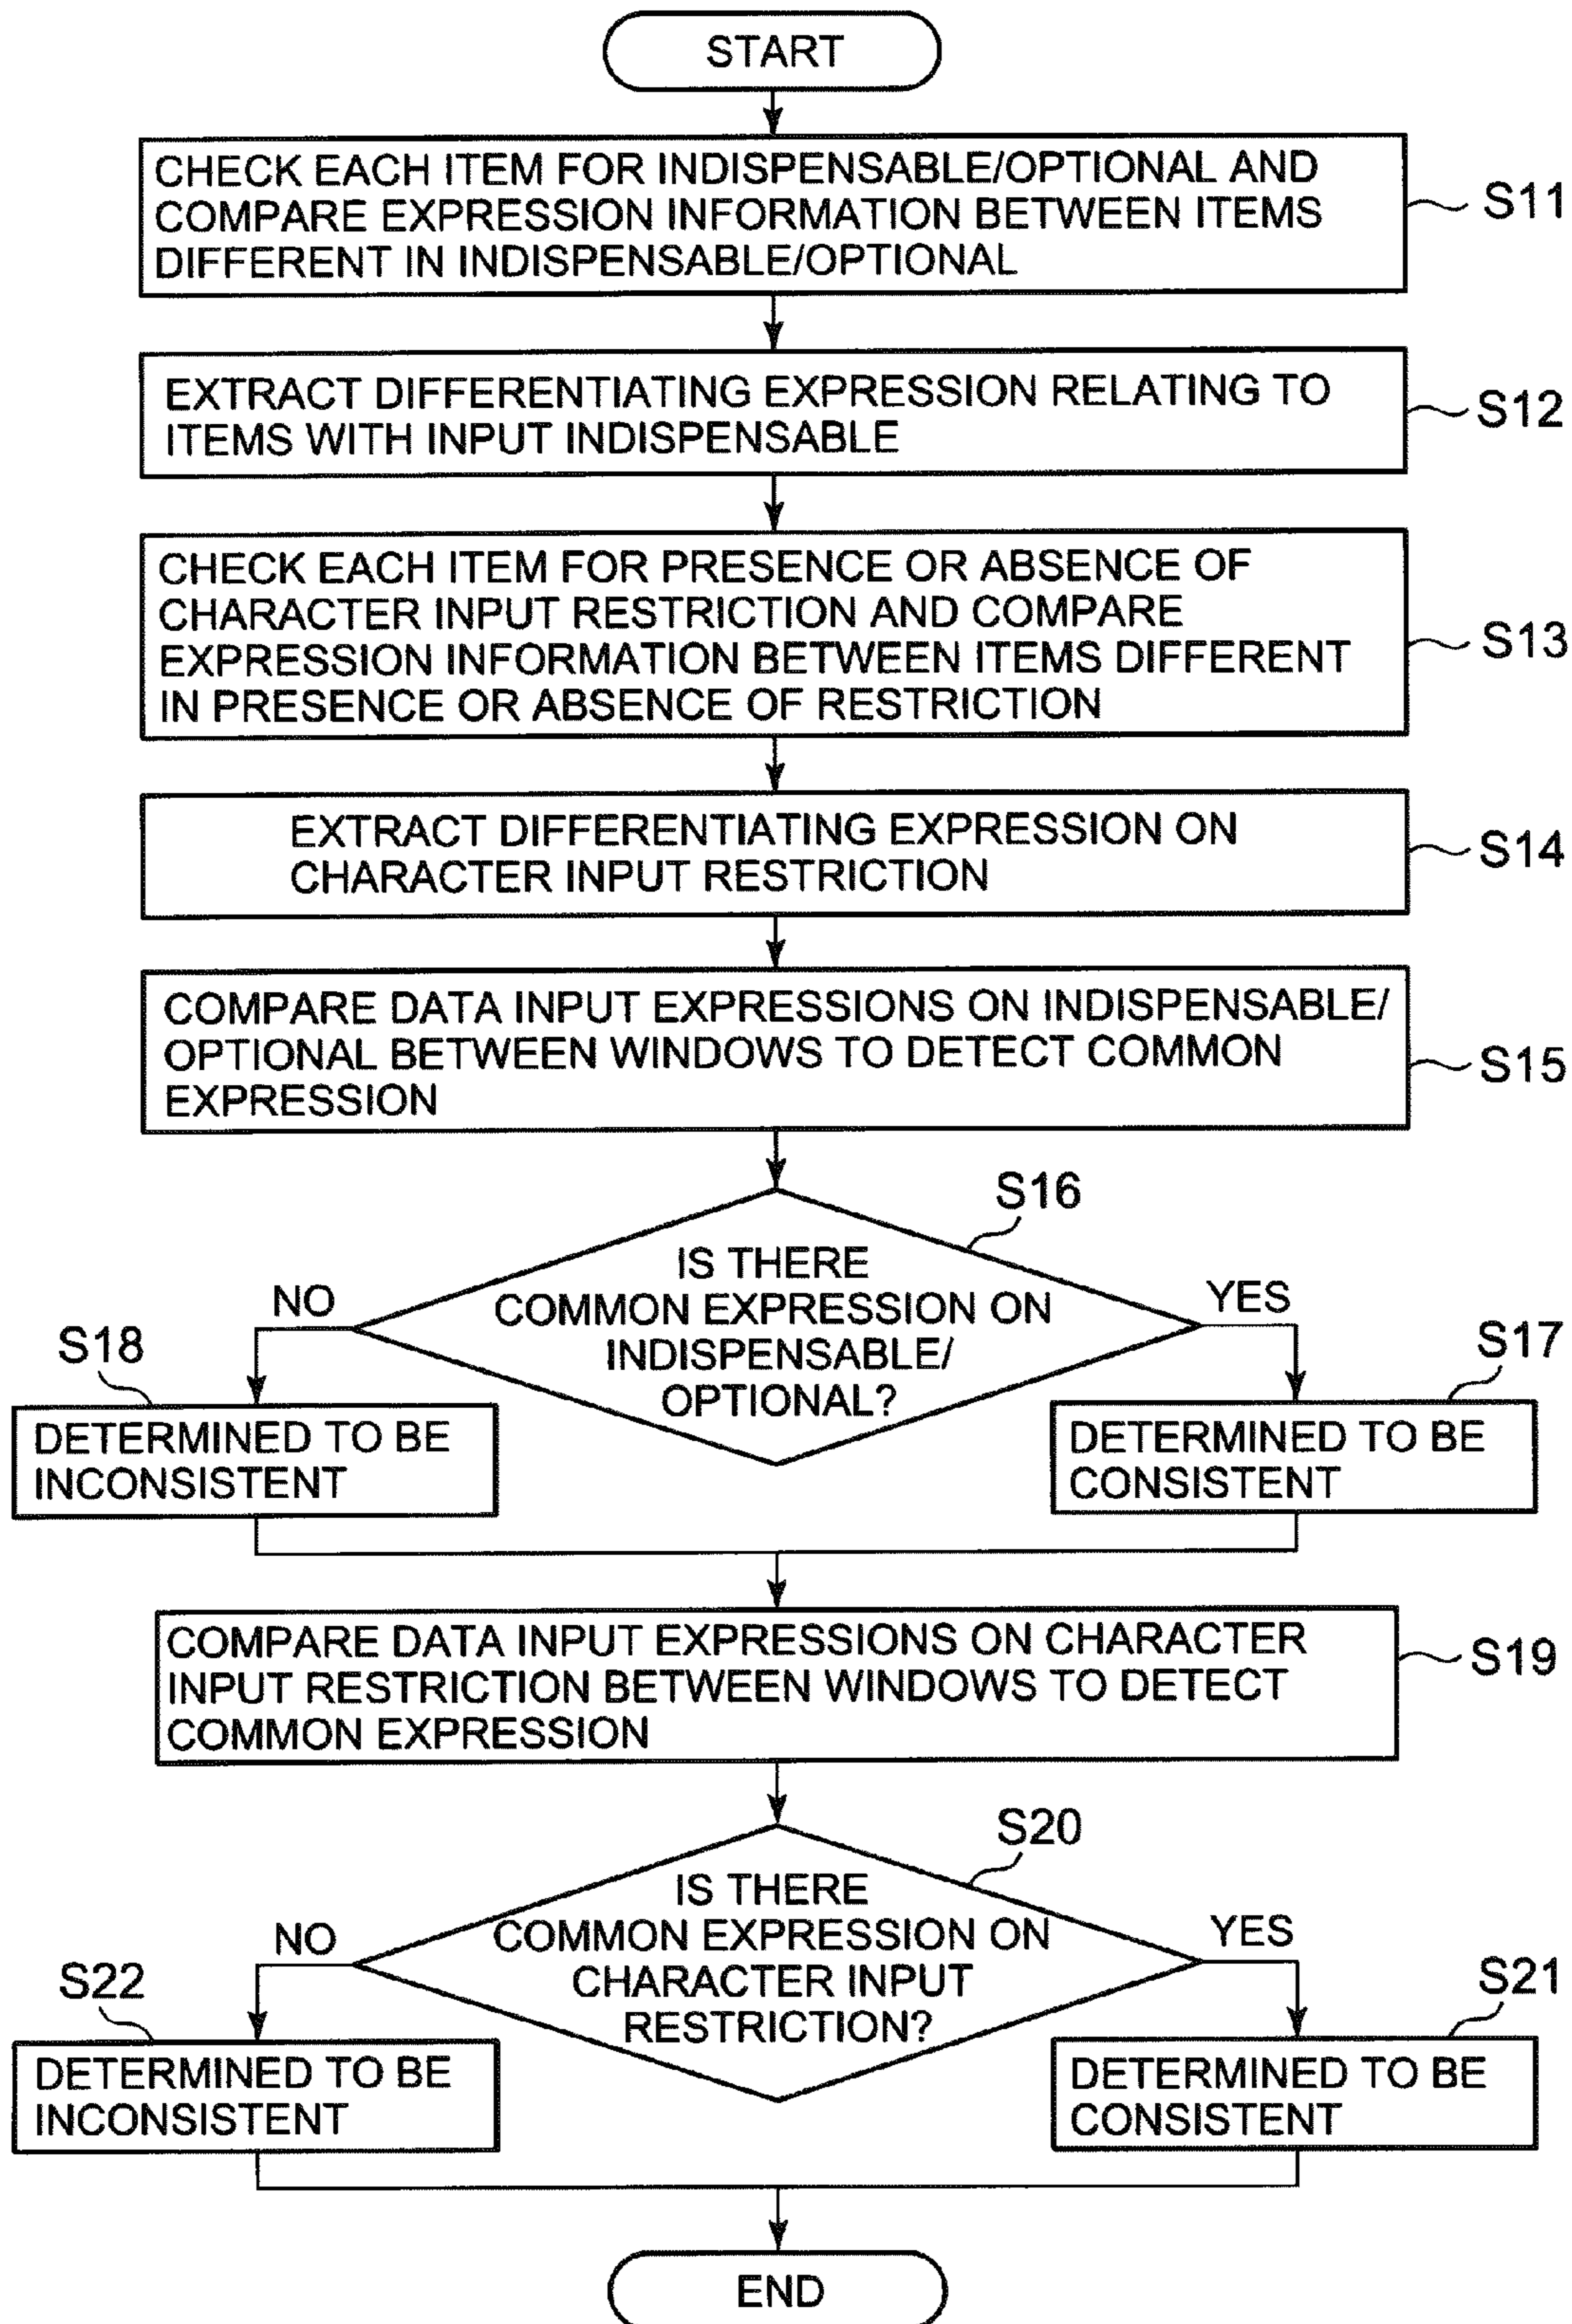 START
CHECK EACH ITEM FOR INDISPENSABLE/OPTIONAL AND
COMPARE EXPRESSION INFORMATION BETWEEN ITEMS
DIFFERENT IN INDISPENSABLE/OPTIONAL
S11
EXTRACT DIFFERENTIATING EXPRESSION RELATING TO
ITEMS WITH INPUT INDISPENSABLE
S12
CHECK EACH ITEM FOR PRESENCE OR ABSENCE OF
CHARACTER INPUT RESTRICTION AND COMPARE
EXPRESSION INFORMATION BETWEEN ITEMS DIFFERENT
IN PRESENCE OR ABSENCE OF RESTRICTION
S13
EXTRACT DIFFERENTIATING EXPRESSION ON
CHARACTER INPUT RESTRICTION
S14
COMPARE DATA INPUT EXPRESSIONS ON INDISPENSABLE/
OPTIONAL BETWEEN WINDOWS TO DETECT COMMON
EXPRESSION
S15
S16
IS THERE
COMMON EXPRESSION ON
INDISPENSABLE/
OPTIONAL?
NO
YES
S18
DETERMINED TO BE
INCONSISTENT
S17
DETERMINED TO BE
CONSISTENT
COMPARE DATA INPUT EXPRESSIONS ON CHARACTER
INPUT RESTRICTION BETWEEN WINDOWS TO DETECT
COMMON EXPRESSION
S19
S20
IS THERE
COMMON EXPRESSION ON
CHARACTER INPUT
RESTRICTION?
NO
YES
S22
DETERMINED TO BE
INCONSISTENT
S21
DETERMINED TO BE
CONSISTENT
END